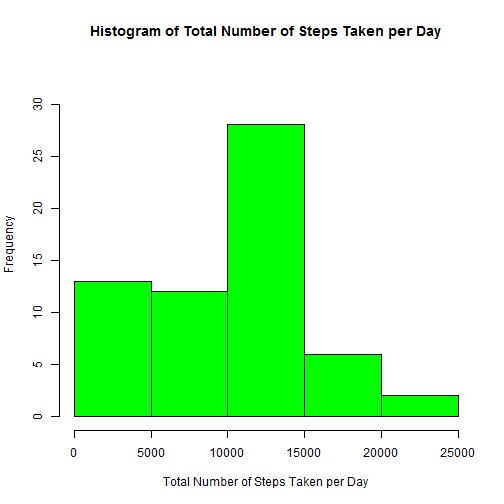 Histogram of Total Number of Steps Taken per Day
Frequency
30
25
20
15
10
5
0
0 5000 10000 15000 20000 25000
Total Number of Steps Taken per Day